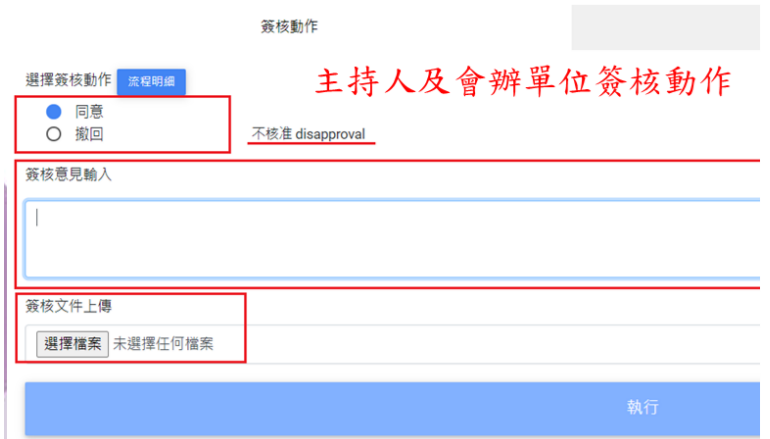 簽核動作
主持人及會辦單位簽核動作
選擇簽核動作 流程明細
同意
撤回 不核准 disapproval
簽核意見輸入
簽核文件上傳
選擇檔案 未選擇任何檔案
執行